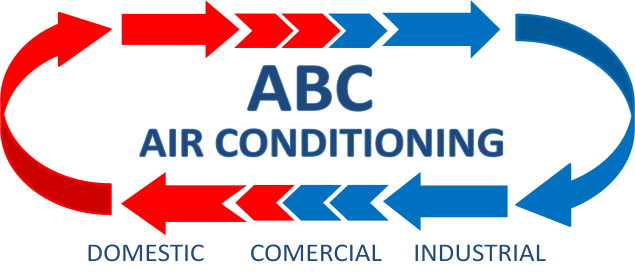 ABC
AIR CONDITIONING
DOMESTIC COMERCIAL INDUSTRIAL